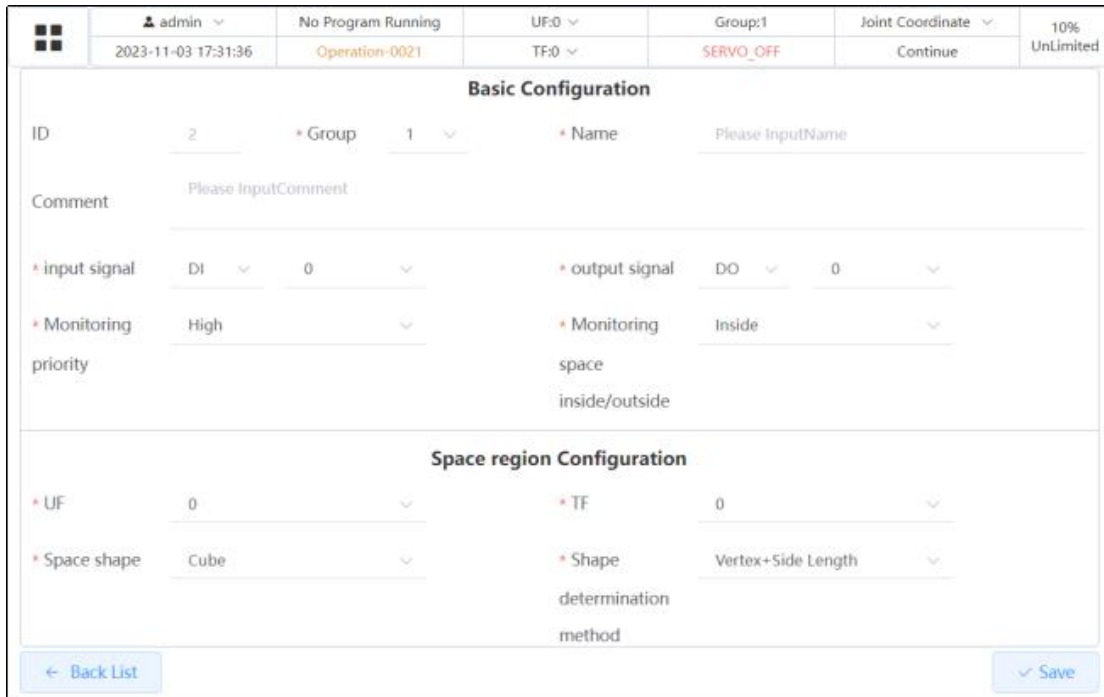 admin No Program Running UF:0 Group:1 Joint Coordinate 10%
2023-11-03 17:31:36 Operation-0021 TF:0 SERVO_OFF Continue UnLimited
Basic Configuration
ID 2 * Group 1 * Name Please InputName
Comment Please InputComment
* input signal DI 0 * output signal DO 0
* Monitoring priority High * Monitoring space inside/outside Inside
Space region Configuration
* UF 0 * TF 0
* Space shape Cube * Shape determination method Vertex+Side Length
← Back List ✓ Save